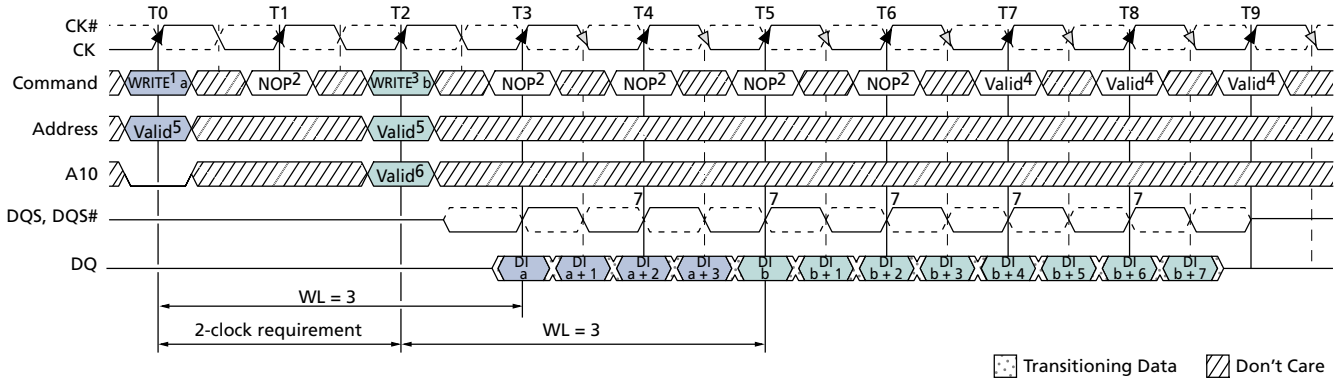 T0 T1 T2 T3 T4 T5 T6 T7 T8 T9
CK#
CK
Command WRITE1 a NOP2 WRITE3 b NOP2 NOP2 NOP2 NOP2 Valid4 Valid4 Valid4
Address Valid5 Valid5
A10 Valid6
7 7 7 7 7
DQS, DQS#
DQ DI a DI a + 1 DI a + 2 DI a + 3 DI b DI b + 1 DI b + 2 DI b + 3 DI b + 4 DI b + 5 DI b + 6 DI b + 7
WL = 3
2-clock requirement WL = 3
Transitioning Data Don't Care